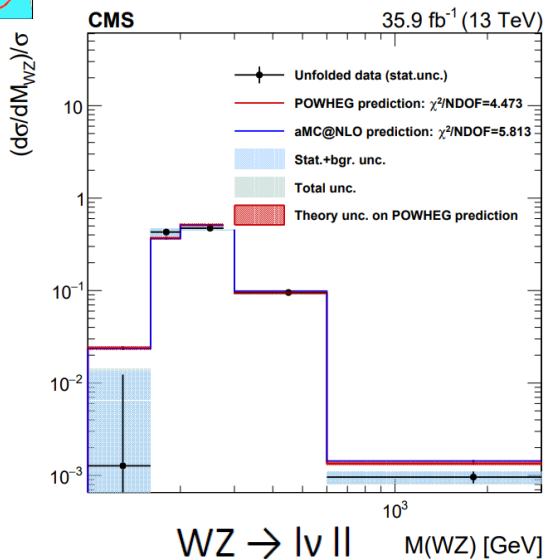 CMS 35.9 fb⁻¹ (13 TeV)
(dσ/dM_WZ)/σ
Unfolded data (stat.unc.)
POWHEG prediction: χ²/NDOF=4.473
aMC@NLO prediction: χ²/NDOF=5.813
Stat.+bgr. unc.
Total unc.
Theory unc. on POWHEG prediction
10
1
10⁻¹
10⁻²
10⁻³
10³
WZ → lν ll M(WZ) [GeV]